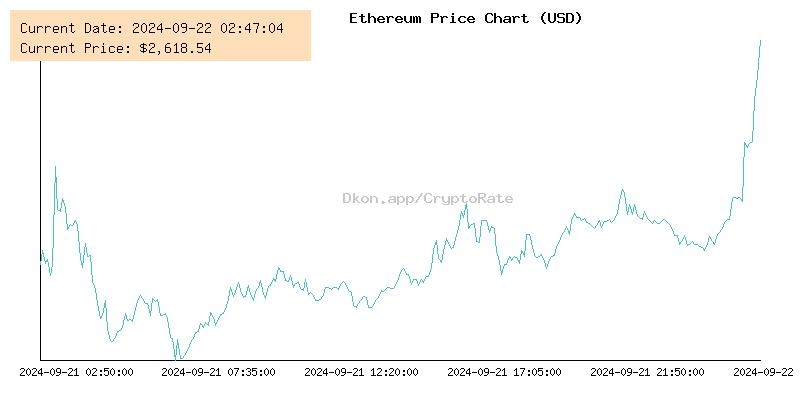 Ethereum Price Chart (USD)
Current Date: 2024-09-22 02:47:04
Current Price: $2,618.54
Dkon.app/CryptoRate
2024-09-21 02:50:00
2024-09-21 07:35:00
2024-09-21 12:20:00
2024-09-21 17:05:00
2024-09-21 21:50:00
2024-09-22